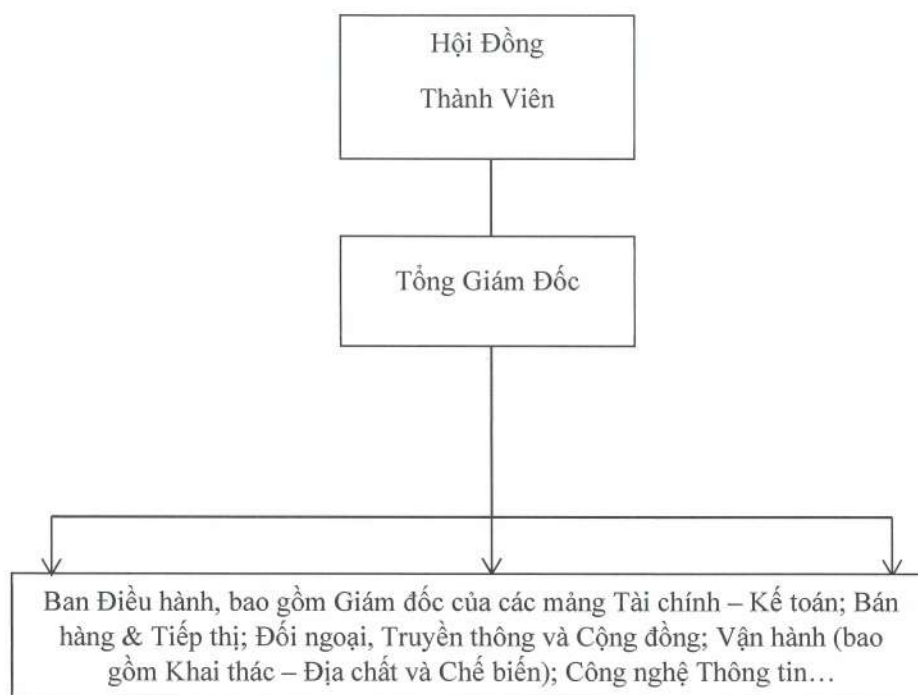 Hội Đồng
Thành Viên
Tổng Giám Đốc
Ban Điều hành, bao gồm Giám đốc của các mảng Tài chính – Kế toán; Bán
hàng & Tiếp thị; Đối ngoại, Truyền thông và Cộng đồng; Vận hành (bao
gồm Khai thác – Địa chất và Chế biến); Công nghệ Thông tin…